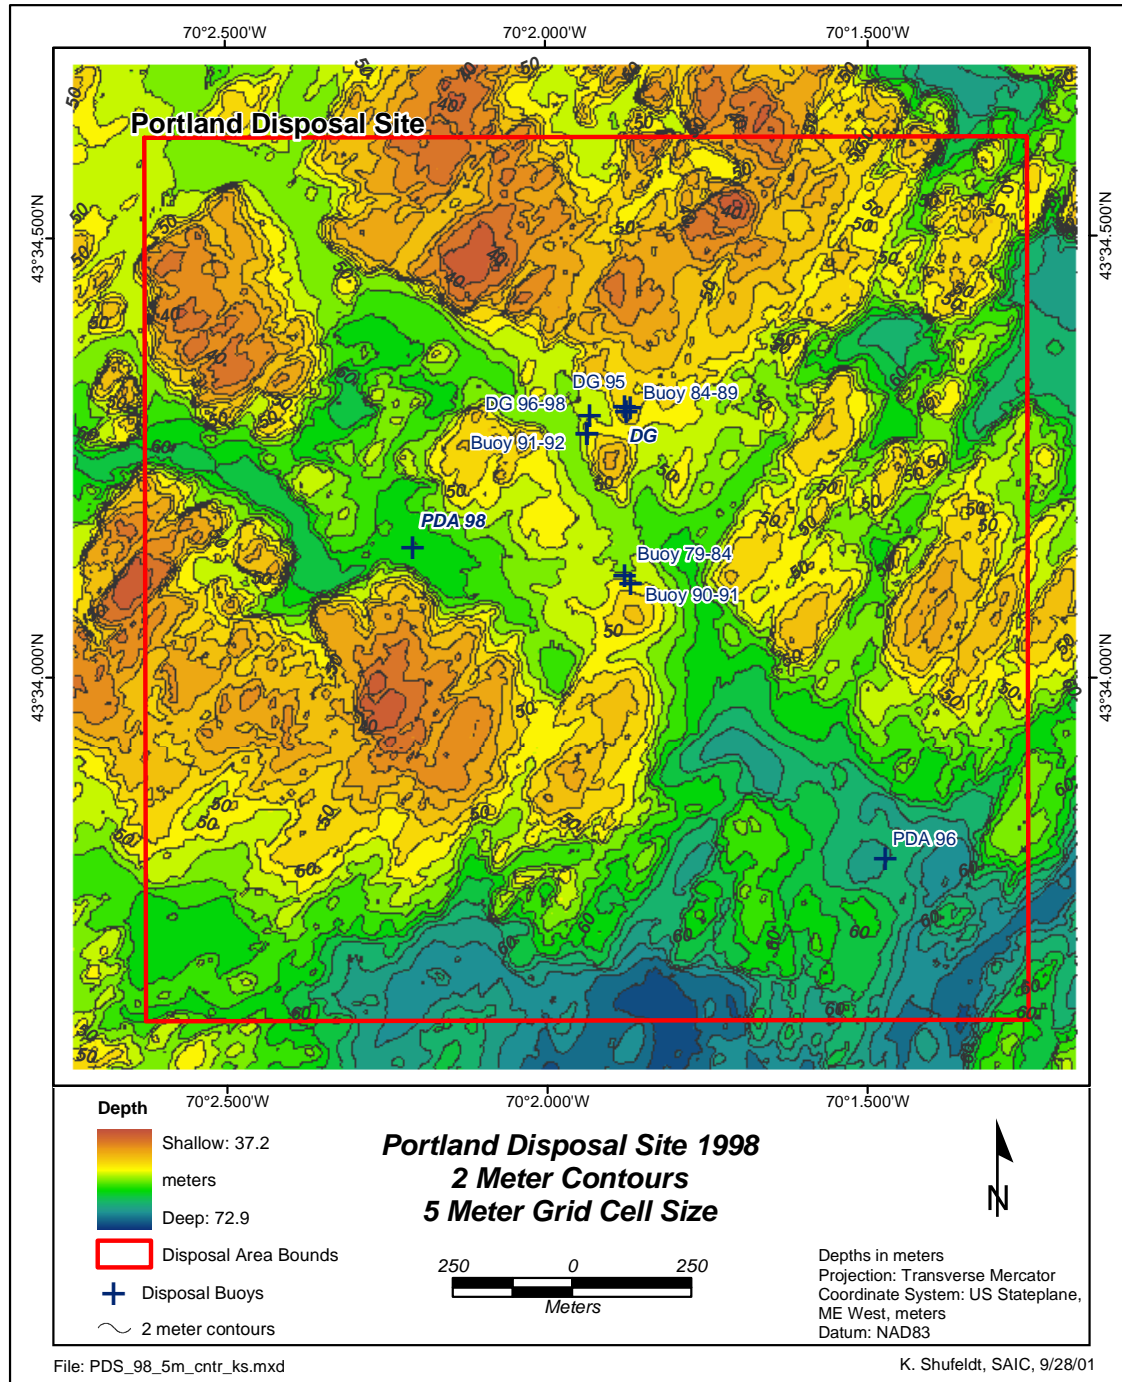 70°2.500'W 70°2.000'W 70°1.500'W
Portland Disposal Site
43°34.500'N
43°34.500'N
DG 95
Buoy 84-89
DG 96-98
DG
Buoy 91-92
PDA 98
Buoy 79-84
Buoy 90-91
43°34.000'N
43°34.000'N
PDA 96
70°2.500'W 70°2.000'W 70°1.500'W
Depth
Shallow: 37.2
meters
Deep: 72.9
Disposal Area Bounds
Disposal Buoys
2 meter contours
Portland Disposal Site 1998
2 Meter Contours
5 Meter Grid Cell Size
250 0 250
Meters
N
Depths in meters
Projection: Transverse Mercator
Coordinate System: US Stateplane,
ME West, meters
Datum: NAD83
File: PDS_98_5m_cntr_ks.mxd
K. Shufeldt, SAIC, 9/28/01